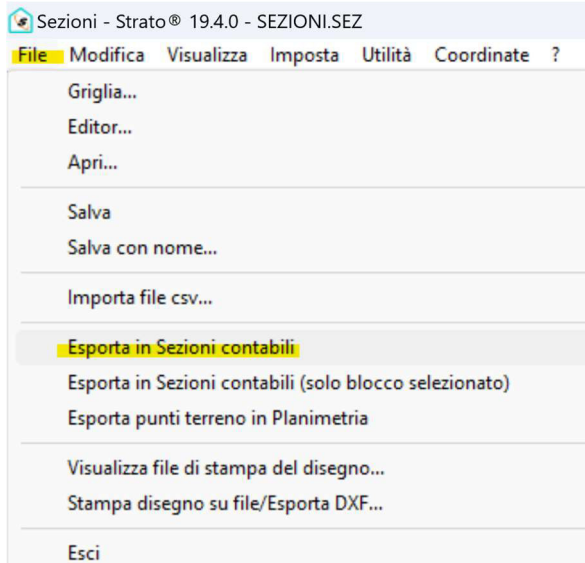 Sezioni - Strato® 19.4.0 - SEZIONI.SEZ
File Modifica Visualizza Imposta Utilità Coordinate ?
Griglia...
Editor...
Apri...
Salva
Salva con nome...
Importa file csv...
Esporta in Sezioni contabili
Esporta in Sezioni contabili (solo blocco selezionato)
Esporta punti terreno in Planimetria
Visualizza file di stampa del disegno...
Stampa disegno su file/Esporta DXF...
Esci